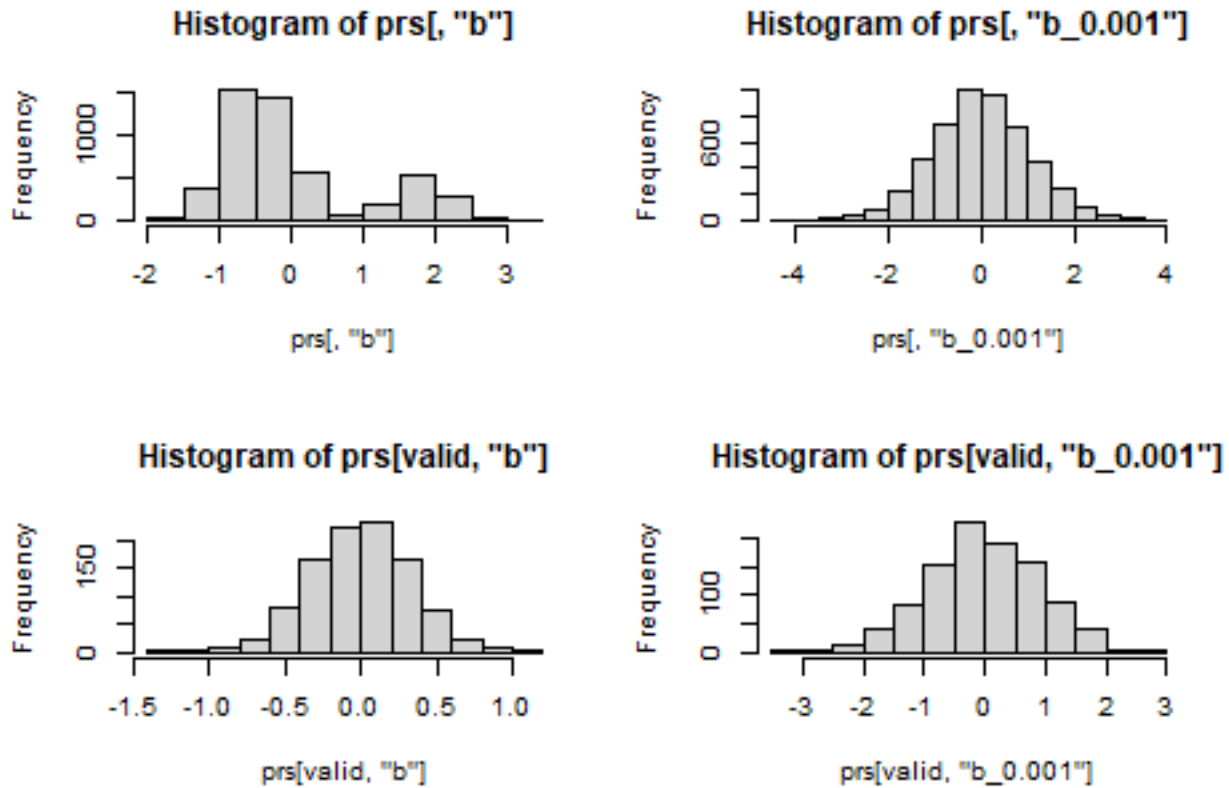 Histogram of prs[, "b"]
Frequency
1000
0
-2 -1 0 1 2 3
prs[, "b"]
Histogram of prs[, "b_0.001"]
Frequency
600
0
-4 -2 0 2 4
prs[, "b_0.001"]
Histogram of prs[valid, "b"]
Frequency
150
0
-1.5 -1.0 -0.5 0.0 0.5 1.0
prs[valid, "b"]
Histogram of prs[valid, "b_0.001"]
Frequency
100
0
-3 -2 -1 0 1 2 3
prs[valid, "b_0.001"]